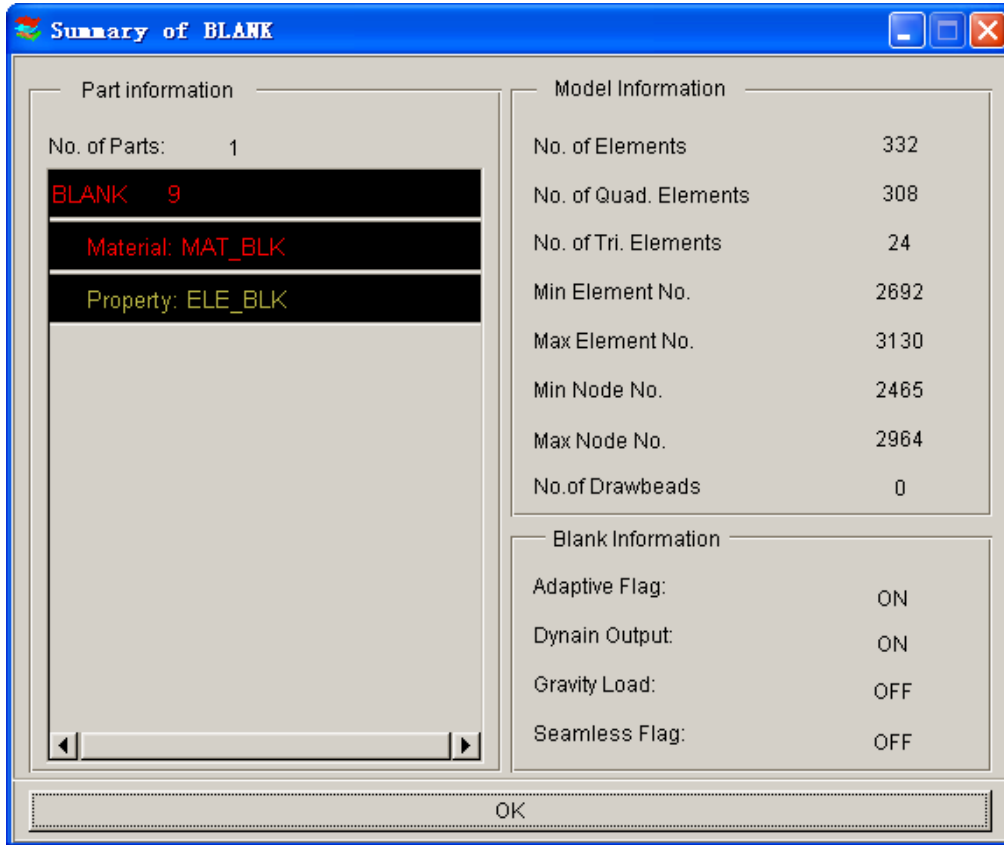 Summary of BLANK
Part information
No. of Parts: 1
BLANK 9
Material: MAT_BLK
Property: ELE_BLK
Model Information
No. of Elements 332
No. of Quad. Elements 308
No. of Tri. Elements 24
Min Element No. 2692
Max Element No. 3130
Min Node No. 2465
Max Node No. 2964
No.of Drawbeads 0
Blank Information
Adaptive Flag: ON
Dynain Output: ON
Gravity Load: OFF
Seamless Flag: OFF
OK